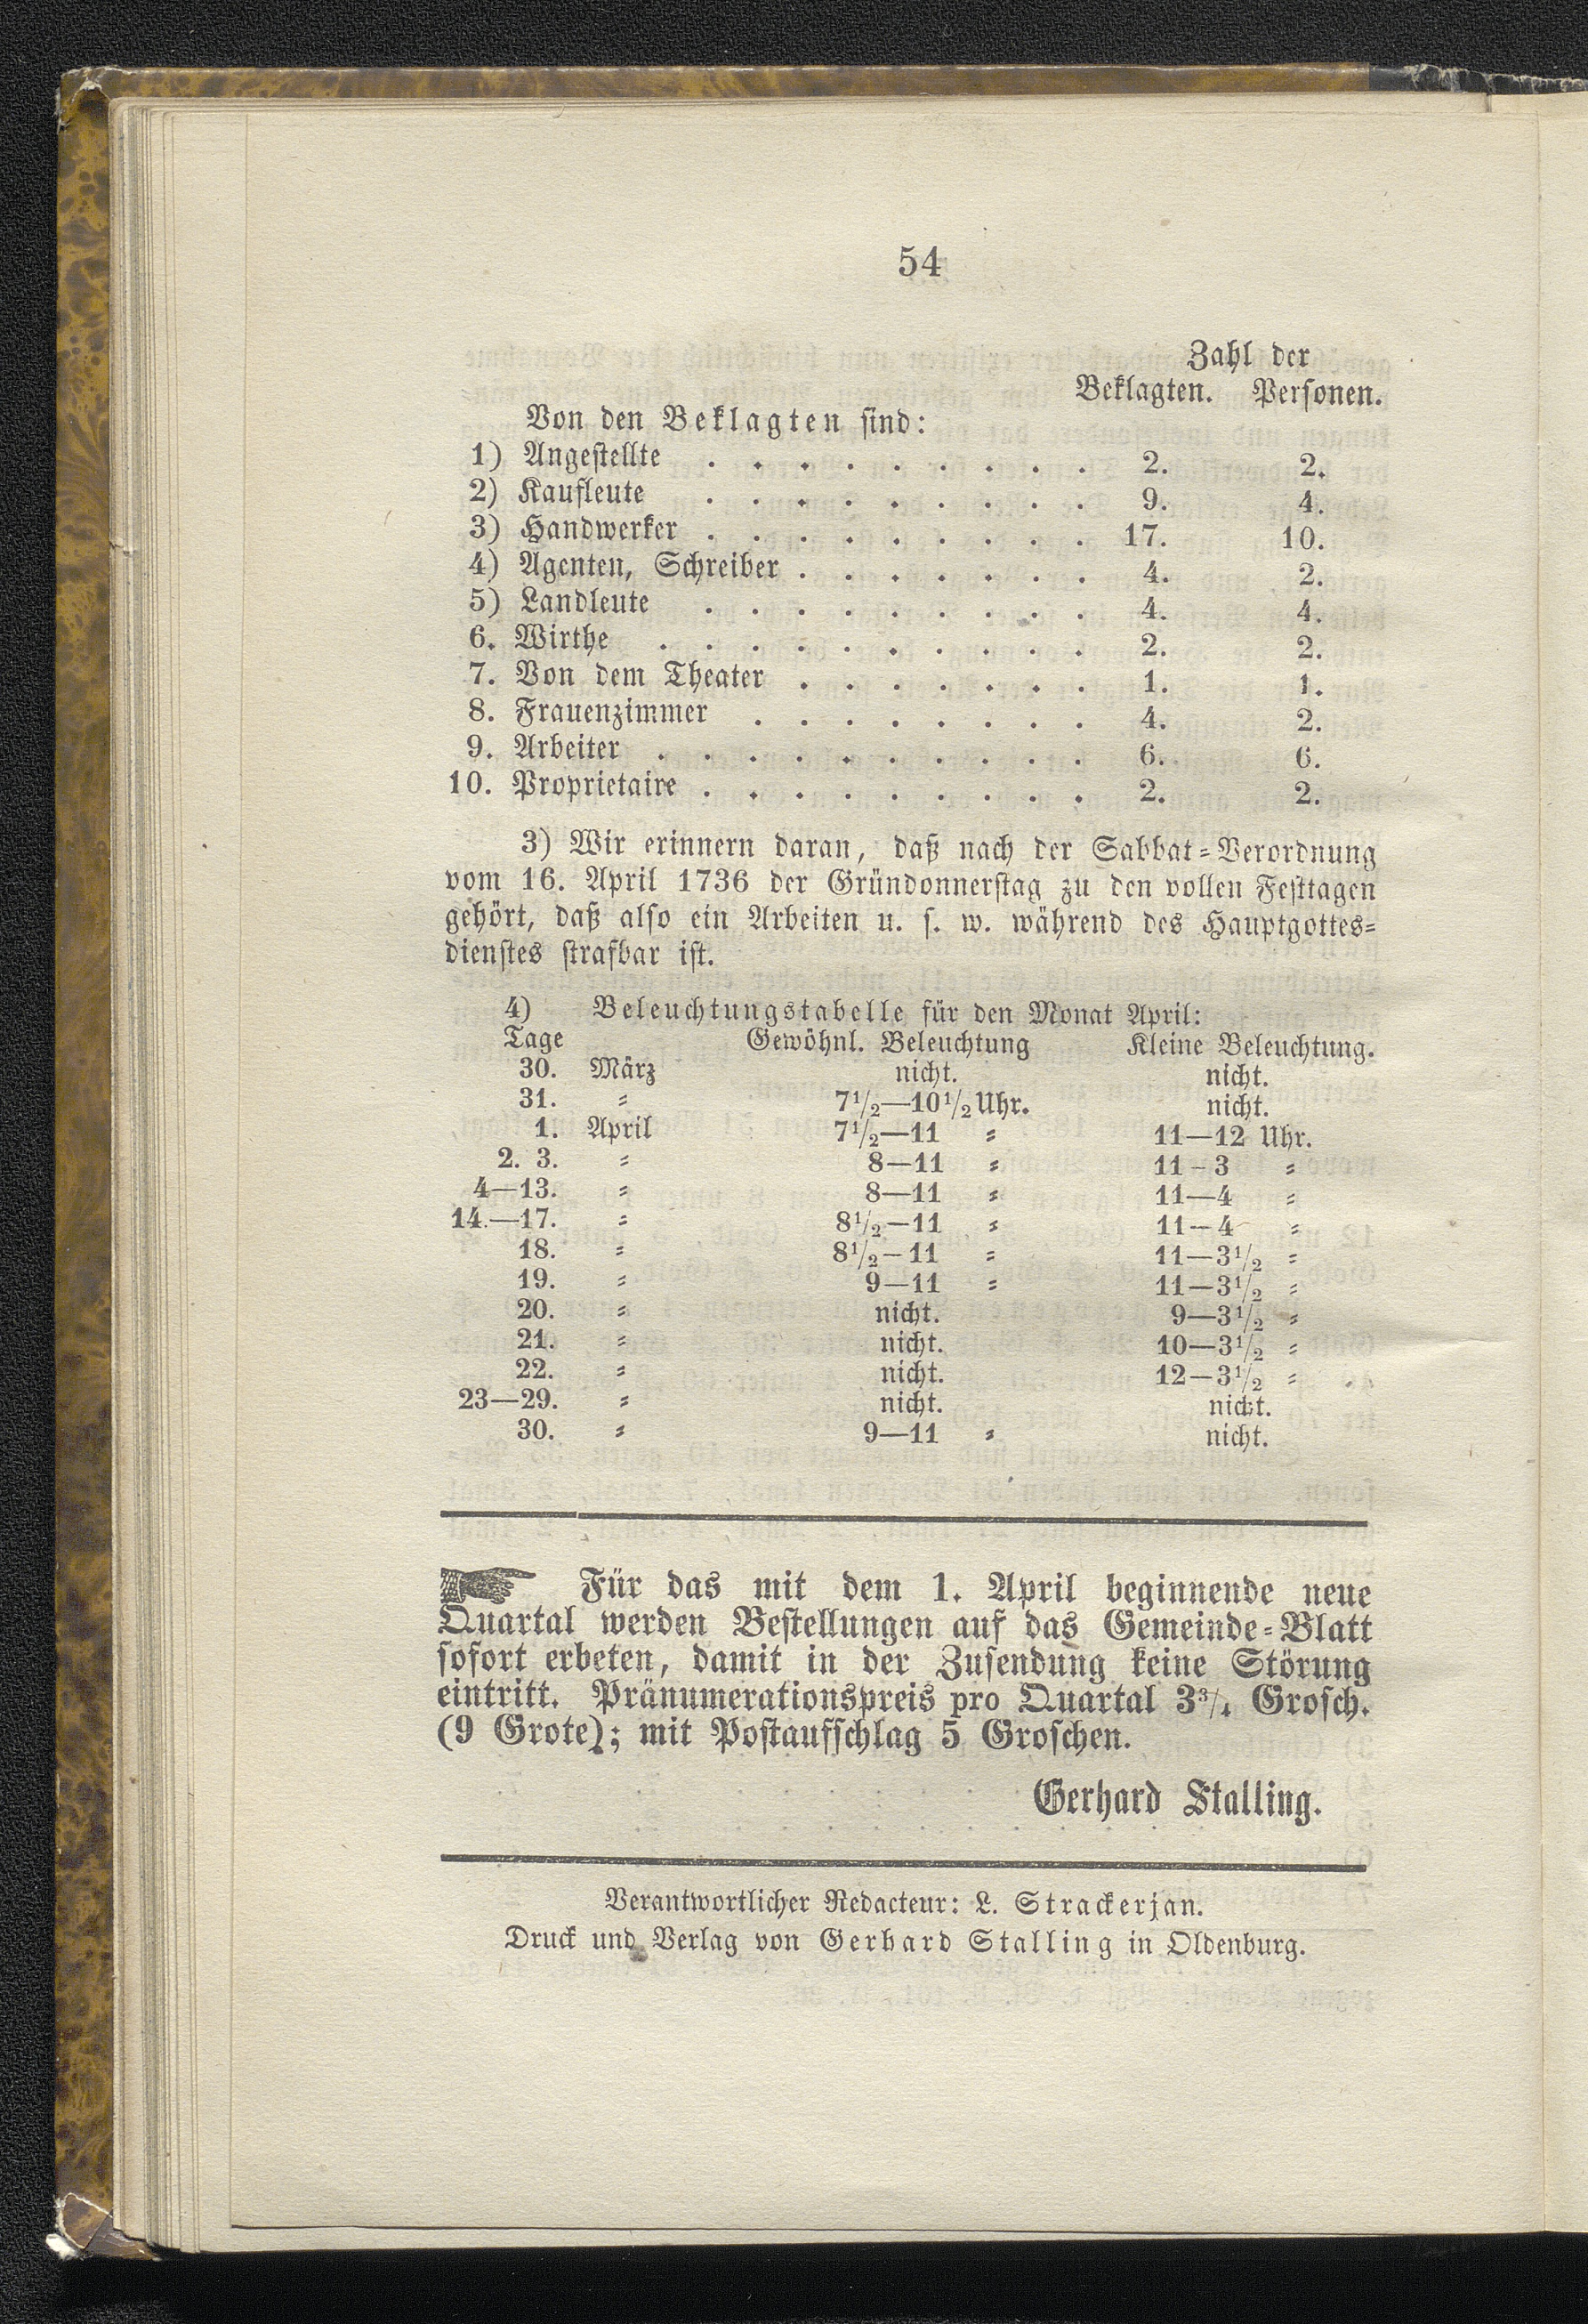 54
Zahl der
Beklagten. Personen.
Von den Beklagten sind:
1) Angestellte . . . . . . . . . 2. 2.
2) Kaufleute . . . . . . . . . 9. 4.
3) Handwerker . . . . . . . . . 17. 10.
4) Agenten, Schreiber . . . . . . . 4. 2.
5) Landleute . . . . . . . . . 4. 4.
6. Wirthe . . . . . . . . . . 2. 2.
7. Von dem Theater . . . . . . . 1. 1.
8. Frauenzimmer . . . . . . . . 4. 2.
9. Arbeiter . . . . . . . . . . 6. 6.
10. Proprietaire . . . . . . . . . 2. 2.
3) Wir erinnern daran, daß nach der Sabbat-Verordnung
vom 16. April 1736 der Gründonnerstag zu den vollen Festtagen
gehört, daß also ein Arbeiten u. s. w. während des Hauptgottes-
dienstes strafbar ist.
4) Beleuchtungstabelle für den Monat April:
Tage Gewöhnl. Beleuchtung Kleine Beleuchtung.
30. März nicht. nicht.
31. " 7½—10½ Uhr. nicht.
1. April 7½—11 " 11—12 Uhr.
2. 3. " 8—11 " 11–3 "
4—13. " 8—11 " 11—4 "
14.—17. " 8½—11 " 11–4 "
18. " 8½–11 " 11—3½ "
19. " 9—11 " 11—3½ "
20. " nicht. 9—3½ "
21. " nicht. 10—3½ "
22. " nicht. 12—3½ "
23—29. " nicht. nicht.
30. " 9—11 " nicht.
☛ Für das mit dem 1. April beginnende neue
Quartal werden Bestellungen auf das Gemeinde-Blatt
sofort erbeten, damit in der Zusendung keine Störung
eintritt. Pränumerationspreis pro Quartal 3¾ Grosch.
(9 Grote); mit Postaufschlag 5 Groschen.
Gerhard Stalling.
Verantwortlicher Redacteur: L. Strackerjan.
Druck und Verlag von Gerhard Stalling in Oldenburg.